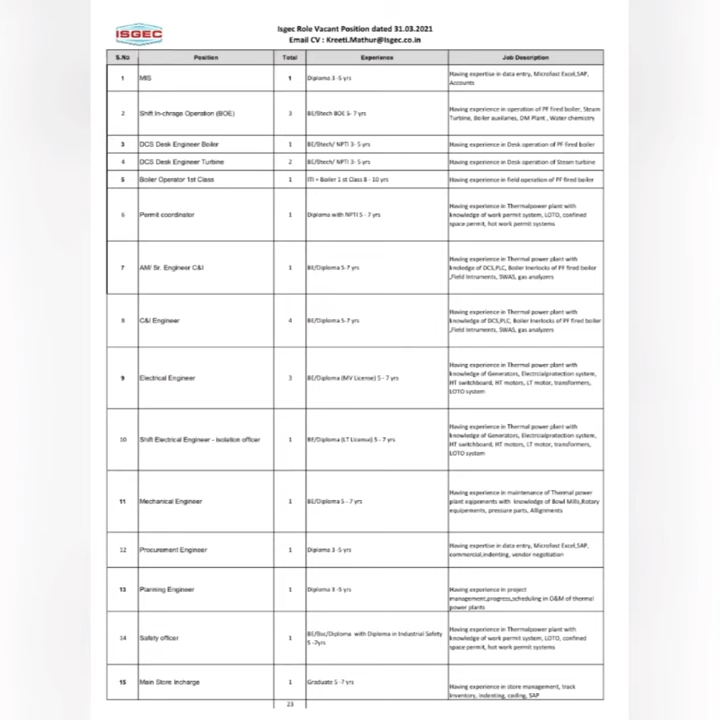 ISGEC
Isgec Role Vacant Position dated 31.03.2021
Email CV : Kreeti.Mathur@isgec.co.in
S.No Position Total Experience Job Description
1 MIS 1 Diploma 3 -5 yrs Having expertise in data entry, Microfast Excel,SAP,
Accounts
2 Shift In-chrage Operation (BOE) 3 BE/Btech BOE 5- 7 yrs Having experience in operation of PF fired boiler, Steam
Turbine, Boiler auxilaries, DM Plant , Water chemistry
3 DCS Desk Engineer Boiler 1 BE/Btech/ NPTI 3- 5 yrs Having experience in Desk operation of PF fired boiler
4 DCS Desk Engineer Turbine 2 BE/Btech/ NPTI 3- 5 yrs Having experience in Desk operation of Steam turbine
5 Boiler Operator 1st Class 1 ITI + Boiler 1 st Class 8 - 10 yrs Having experience in field operation of PF fired boiler
6 Permit coordinator 1 Diploma with NPTI 5 - 7 yrs Having experience in Thermalpower plant with
knowledge of work permit system, LOTO, confined
space permit, hot work permit systems
7 AM/ Sr. Engineer C&I 1 BE/Diploma 5-7 yrs Having experience in Thermal power plant with
knoledge of DCS,PLC, Boiler Inerlocks of PF fired boiler
,Field Intruments, SWAS, gas analyzers
8 C&I Engineer 4 BE/Diploma 5-7 yrs Having experience in Thermal power plant with
knowledge of DCS,PLC, Boiler Inerlocks of PF fired boiler
,Field Intruments, SWAS, gas analyzers
9 Electrical Engineer 3 BE/Diploma (MV License) 5 - 7 yrs Having experience in Thermal power plant with
knowledge of Generators, Electricalprotection system,
HT switchboard, HT motors, LT motor, transformers,
LOTO system
10 Shift Electrical Engineer - Isolation officer 1 BE/Diploma (LT License) 5 - 7 yrs Having experience in Thermal power plant with
knowledge of Generators, Electricalprotection system,
HT switchboard, HT motors, LT motor, transformers,
LOTO system
11 Mechanical Engineer 1 BE/Diploma 5 - 7 yrs Having experience in maintenance of Thermal power
plant eqipements with knowledge of Bowl Mills,Rotary
equipements, pressure parts, Allignments
12 Procurement Engineer 1 Diploma 3 -5 yrs Having expertise in data entry, Microfast Excel,SAP,
commercial,indenting, vendor negotiation
13 Planning Engineer 1 Diploma 3 -5 yrs Having experience in project
management,progress,scheduling in O&M of thermal
power plants
14 Safety officer 1 BE/Bsc/Diploma with Diploma in Industrial Safety
5 -7yrs
Having experience in Thermalpower plant with
knowledge of work permit system, LOTO, confined
space permit, hot work permit systems
15 Main Store Incharge 1 Graduate 5 -7 yrs Having experience in store management, track
inventory, indenting, coding, SAP
23